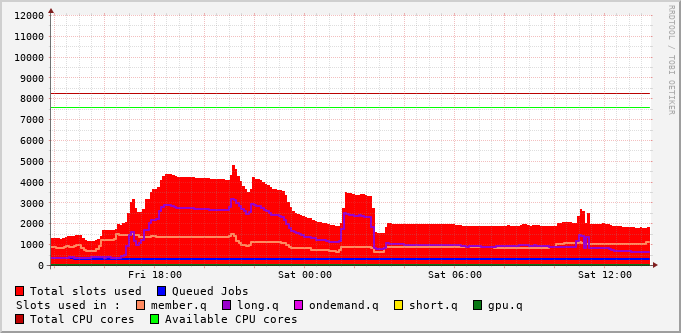 12000
11000
10000
9000
8000
7000
6000
5000
4000
3000
2000
1000
0
Fri 18:00 Sat 00:00 Sat 06:00 Sat 12:00
RRDTOOL / TOBI OETIKER
Total slots used Queued Jobs
Slots used in : member.q long.q ondemand.q short.q gpu.q
Total CPU cores Available CPU cores